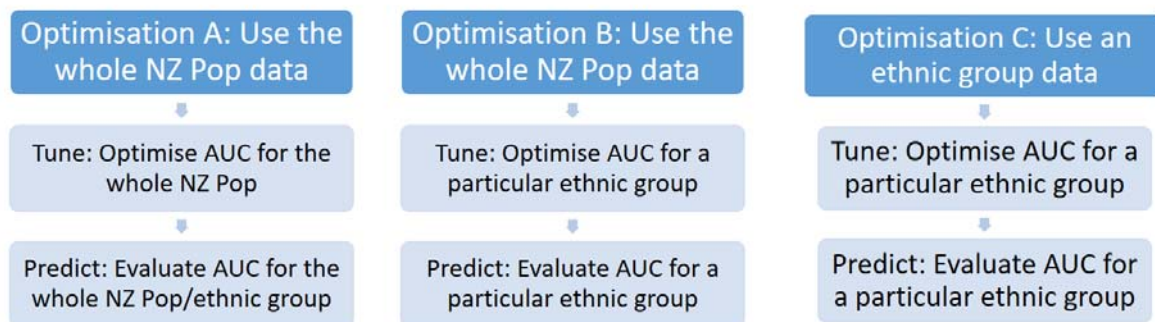 Optimisation A: Use the
whole NZ Pop data
Tune: Optimise AUC for the
whole NZ Pop
Predict: Evaluate AUC for the
whole NZ Pop/ethnic group
Optimisation B: Use the
whole NZ Pop data
Tune: Optimise AUC for a
particular ethnic group
Predict: Evaluate AUC for a
particular ethnic group
Optimisation C: Use an
ethnic group data
Tune: Optimise AUC for a
particular ethnic group
Predict: Evaluate AUC for
a particular ethnic group